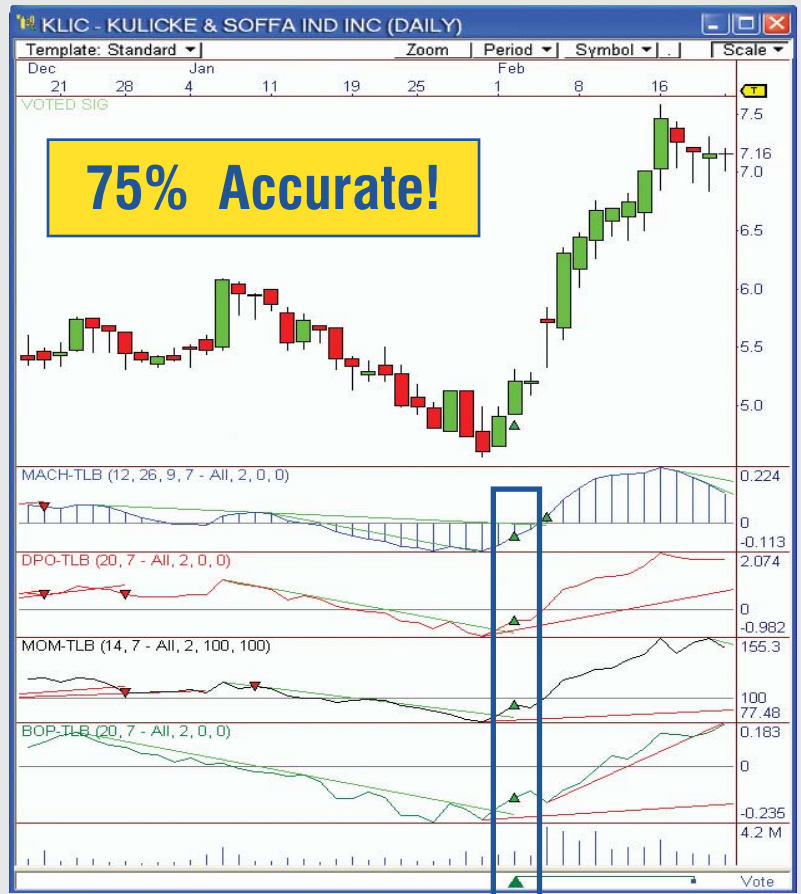 KLIC - KULICKE & SOFFA IND INC (DAILY)
Template: Standard Zoom Period Symbol . Scale
Dec Jan Feb
21 28 4 11 19 25 1 8 16
T
VOTED SIG
75% Accurate!
7.5
7.16
7.0
6.5
6.0
5.5
5.0
MACH-TLB (12, 26, 9, 7 - All, 2, 0, 0)
0.224
0
-0.113
DPO-TLB (20, 7 - All, 2, 0, 0)
2.074
0
-0.982
MOM-TLB (14, 7 - All, 2, 100, 100)
155.3
100
77.48
BOP-TLB (20, 7 - All, 2, 0, 0)
0.183
0
-0.235
4.2 M
Vote